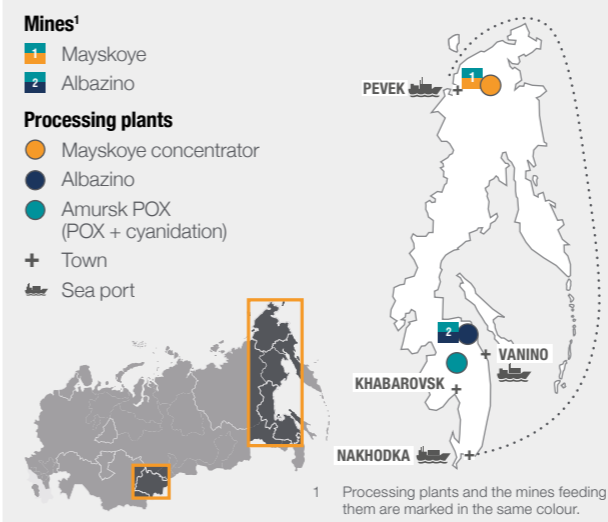 Mines1
1 Mayskoye
2 Albazino
Processing plants
Mayskoye concentrator
Albazino
Amursk POX
(POX + cyanidation)
Town
Sea port
PEVEK
1
2
VANINO
KHABAROVSK
NAKHODKA
1 Processing plants and the mines feeding
them are marked in the same colour.